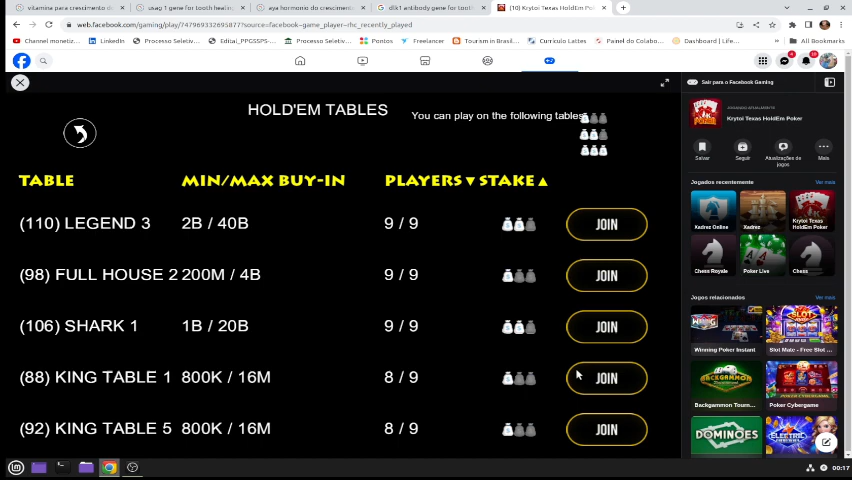 vitamina para crescimento do
usag 1 gene for tooth healing
aya hormonio do crescimento
dlk1 antibody gene for tooth
(10) Krytoi Texas HoldEm Po
web.facebook.com/gaming/play/747969332695877?source=facebook-game_player-rhc_recently_played
Channel monetiz...
LinkedIn
Processo Seletiv...
Edital_PPGSSPS-...
Processo Seletiv...
Pontos
Freelancer
Tourism in Brasil...
Curriculo Lattes
Painel do Colabo...
Dashboard | Life...
»
All Bookmarks
Sair para o Facebook Gaming
HOLD'EM TABLES
You can play on the following tables
JOGANDO ATUALMENTE
Krytoi Texas HoldEm Poker
Salvar
Seguir
Atualizações de jogos
Mais
TABLE MIN/MAX BUY-IN PLAYERS▼ STAKE▲
(110) LEGEND 3 2B / 40B 9 / 9 JOIN
(98) FULL HOUSE 2 200M / 4B 9 / 9 JOIN
(106) SHARK 1 1B / 20B 9 / 9 JOIN
(88) KING TABLE 1 800K / 16M 8 / 9 JOIN
(92) KING TABLE 5 800K / 16M 8 / 9 JOIN
Jogados recentemente
Ver mais
Xadrez Online
Xadrez
Krytoi Texas HoldEm Poker
Chess Royale
Poker Live
Chess
Jogos relacionados
Ver mais
Winning Poker Instant
Slot Mate - Free Slot ...
Backgammon Tourn...
Poker Cybergame
DOMINOES
ELECTRIC
00:17